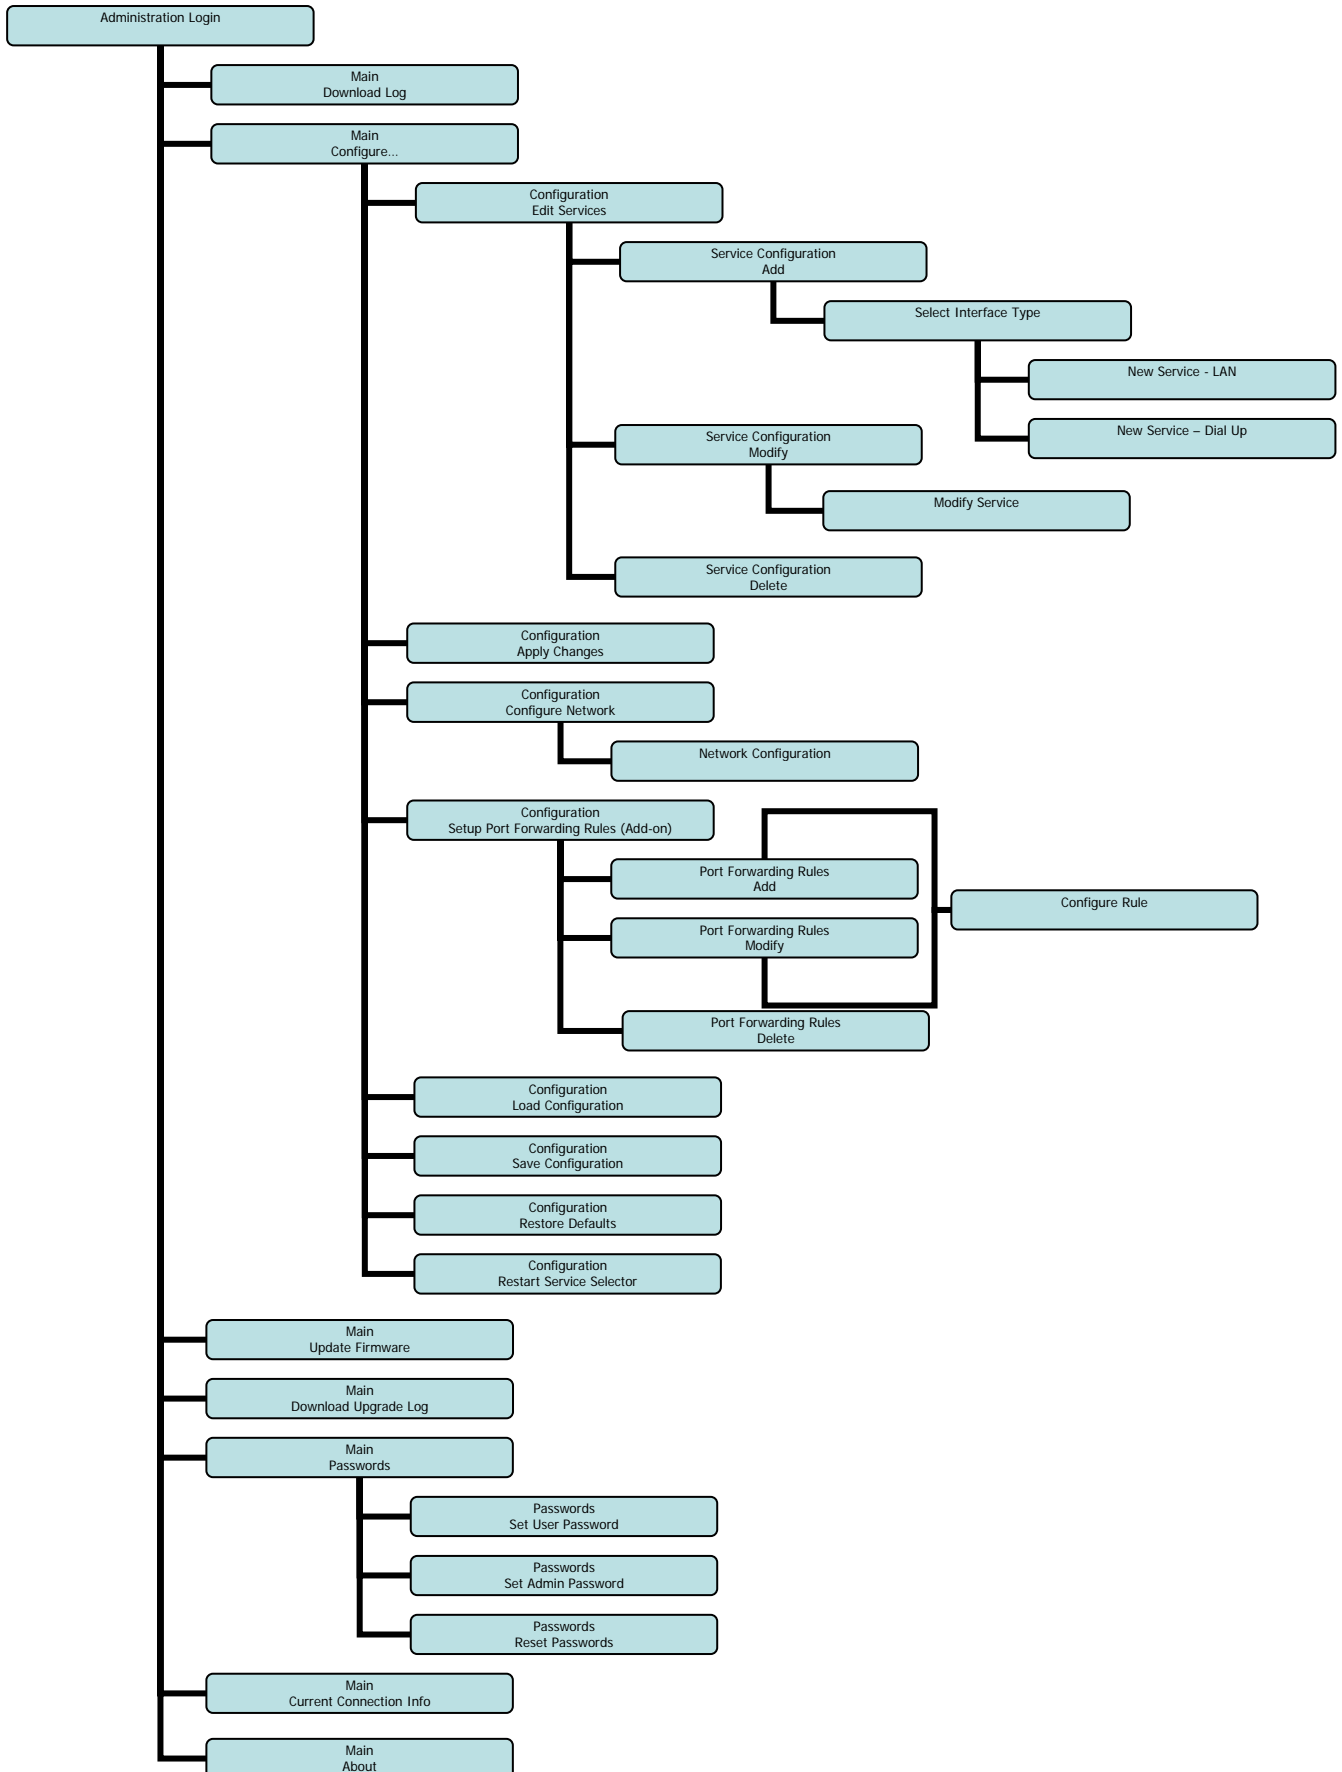 Administration Login
Main
Download Log
Main
Configure...
Configuration
Edit Services
Service Configuration
Add
Select Interface Type
New Service - LAN
New Service – Dial Up
Service Configuration
Modify
Modify Service
Service Configuration
Delete
Configuration
Apply Changes
Configuration
Configure Network
Network Configuration
Configuration
Setup Port Forwarding Rules (Add-on)
Port Forwarding Rules
Add
Configure Rule
Port Forwarding Rules
Modify
Port Forwarding Rules
Delete
Configuration
Load Configuration
Configuration
Save Configuration
Configuration
Restore Defaults
Configuration
Restart Service Selector
Main
Update Firmware
Main
Download Upgrade Log
Main
Passwords
Passwords
Set User Password
Passwords
Set Admin Password
Passwords
Reset Passwords
Main
Current Connection Info
Main
About